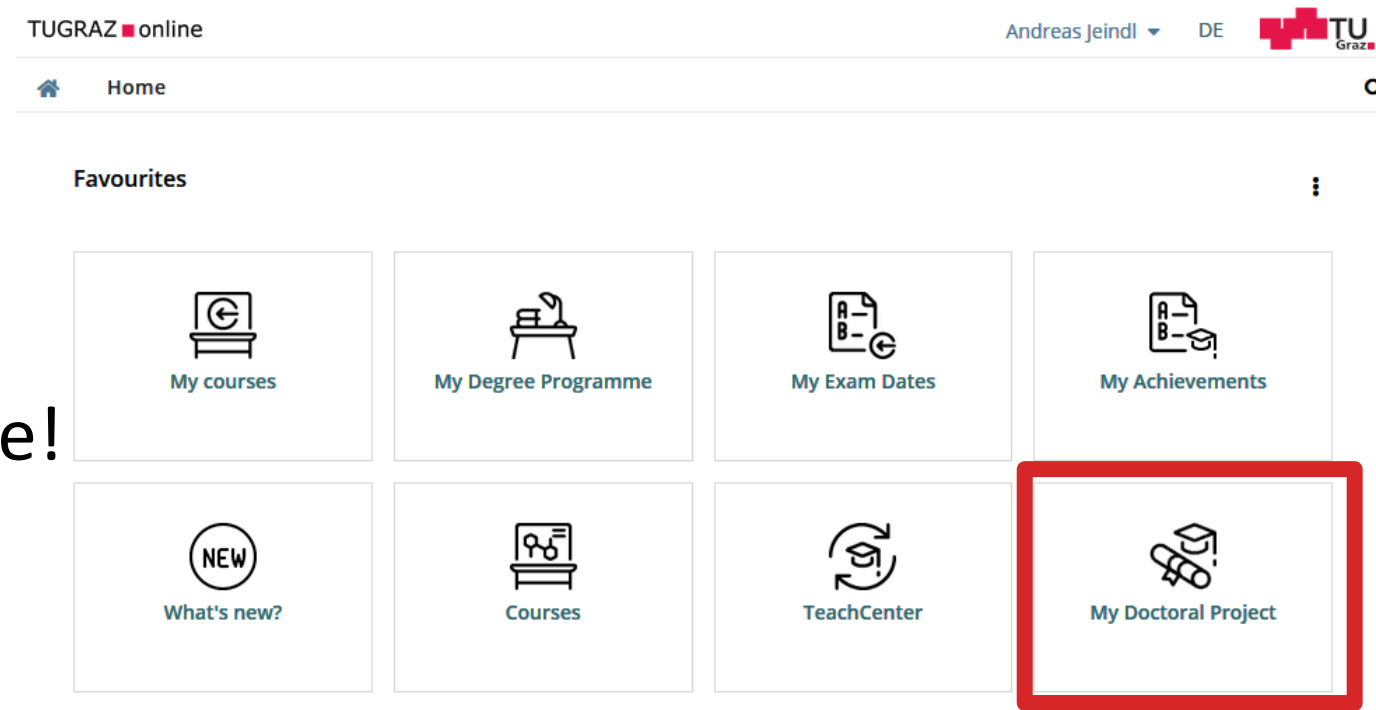 TUGRAZ online
Andreas Jeindl DE TU Graz
Home
Favourites
My courses My Degree Programme My Exam Dates My Achievements
e!
NEW
What's new? Courses TeachCenter My Doctoral Project